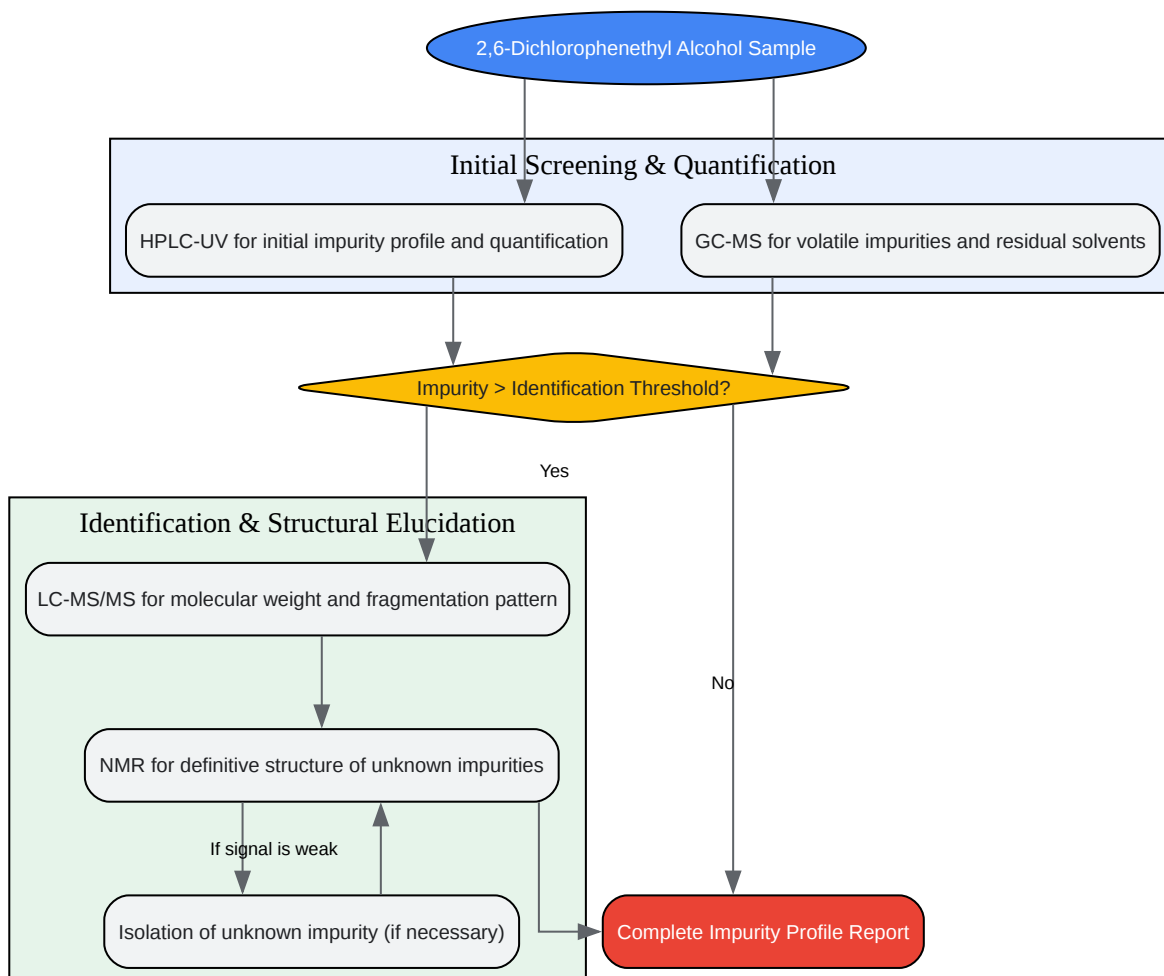 2,6-Dichlorophenethyl Alcohol Sample
Initial Screening & Quantification
HPLC-UV for initial impurity profile and quantification
GC-MS for volatile impurities and residual solvents
Impurity > Identification Threshold?
Yes
Identification & Structural Elucidation
LC-MS/MS for molecular weight and fragmentation pattern
No
NMR for definitive structure of unknown impurities
If signal is weak
Isolation of unknown impurity (if necessary)
Complete Impurity Profile Report